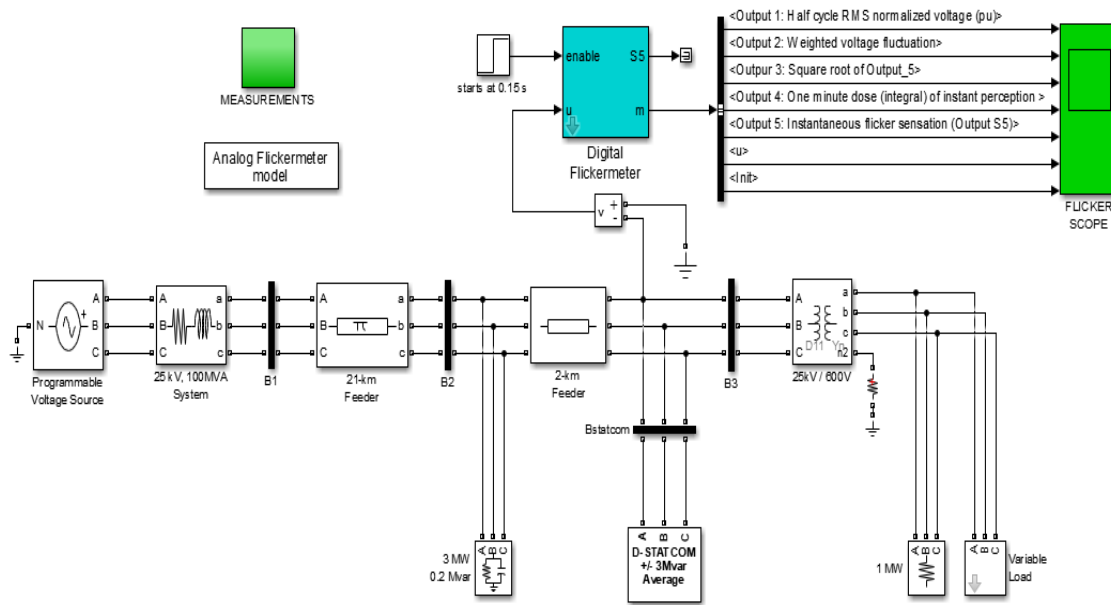 MEASUREMENTS
Analog Flickermeter
model
starts at 0.15 s
enable
S5
u
m
Digital
Flickermeter
<Output 1: Half cycle RMS normalized voltage (pu)>
<Output 2: Weighted voltage fluctuation>
<Outpur 3: Square root of Output_5>
<Output 4: One minute dose (integral) of instant perception >
<Output 5: Instantaneous flicker sensation (Output S5)>
<u>
<Init>
FLICKER
SCOPE
v
+
-
N
+
A
B
C
Programmable
Voltage Source
A
B
C
a
b
c
25 kV, 100MVA
System
B1
A
B
C
π
a
b
c
21-km
Feeder
B2
2-km
Feeder
B3
A
B
C
a
b
c
n2
D11 Yn
25kV / 600V
Bstatcom
A
B
C
3 MW
0.2 Mvar
A
B
C
D-STATCOM
+/- 3Mvar
Average
A
B
C
1 MW
A
B
C
Variable
Load